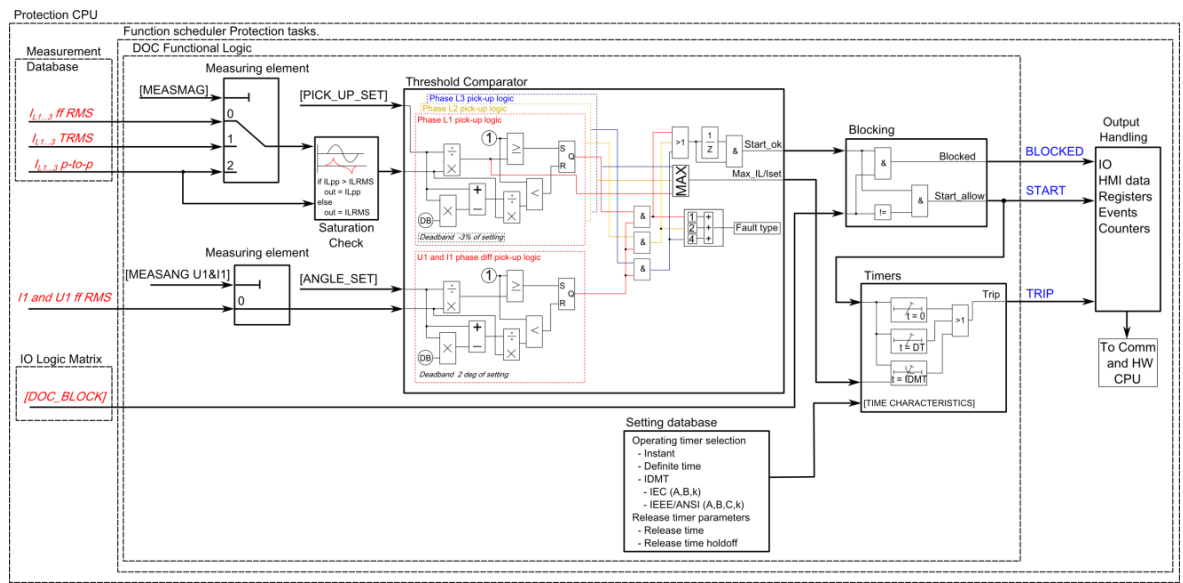 Protection CPU
Function scheduler Protection tasks.
DOC Functional Logic
Measurement
Database
IL1...3 ff RMS
IL1...3 TRMS
IL1...3 p-to-p
Measuring element
[MEASMAG]
0
1
2
[PICK_UP_SET]
if ILpp > ILRMS
out = ILpp
else
out = ILRMS
Saturation
Check
Threshold Comparator
Phase L3 pick-up logic
Phase L2 pick-up logic
Phase L1 pick-up logic
1
≥
S
Q
R
÷
+
−
÷
<
×
DB
Deadband -3% of setting
>1
1
Z
&
Start_ok
MAX
Max_IL/Iset
&
&
&
1 +
2 +
4 +
Fault type
Measuring element
[MEASANG U1&I1]
0
[ANGLE_SET]
I1 and U1 ff RMS
U1 and I1 phase diff pick-up logic
1
≥
S
Q
R
÷
×
+
−
÷
<
×
DB
Deadband 2 deg of setting
IO Logic Matrix
[DOC_BLOCK]
Blocking
&
Blocked
&
Start_allow
!=
BLOCKED
START
Output
Handling
IO
HMI data
Registers
Events
Counters
Timers
Trip
t = 0
>1
t = DT
t = fDMT
[TIME CHARACTERISTICS]
TRIP
To Comm
and HW
CPU
Setting database
Operating timer selection
- Instant
- Definite time
- IDMT
- IEC (A,B,k)
- IEEE/ANSI (A,B,C,k)
Release timer parameters
- Release time
- Release time holdoff